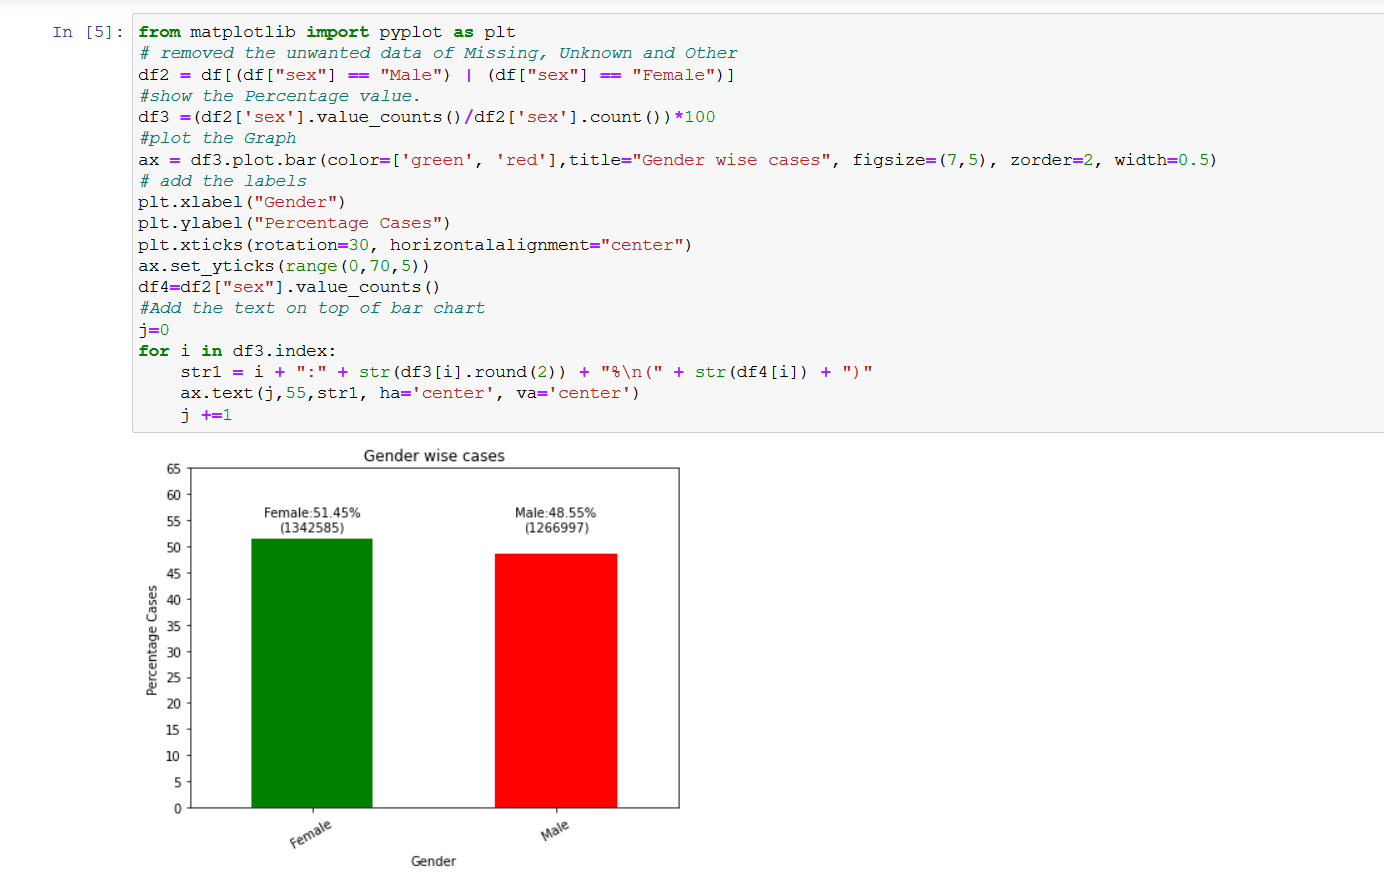 In [5]:
from matplotlib import pyplot as plt
# removed the unwanted data of Missing, Unknown and Other
df2 = df[(df["sex"] == "Male") | (df["sex"] == "Female")]
#show the Percentage value.
df3 =(df2['sex'].value_counts()/df2['sex'].count())*100
#plot the Graph
ax = df3.plot.bar(color=['green', 'red'],title="Gender wise cases", figsize=(7,5), zorder=2, width=0.5)
# add the labels
plt.xlabel("Gender")
plt.ylabel("Percentage Cases")
plt.xticks(rotation=30, horizontalalignment="center")
ax.set_yticks(range(0,70,5))
df4=df2["sex"].value_counts()
#Add the text on top of bar chart
j=0
for i in df3.index:
    str1 = i + ":" + str(df3[i].round(2)) + "%\n(" + str(df4[i]) + ")"
    ax.text(j,55,str1, ha='center', va='center')
    j +=1
Gender wise cases
65
60
55
50
45
40
35
30
25
20
15
10
5
0
Percentage Cases
Female:51.45%
(1342585)
Male:48.55%
(1266997)
Female
Male
Gender